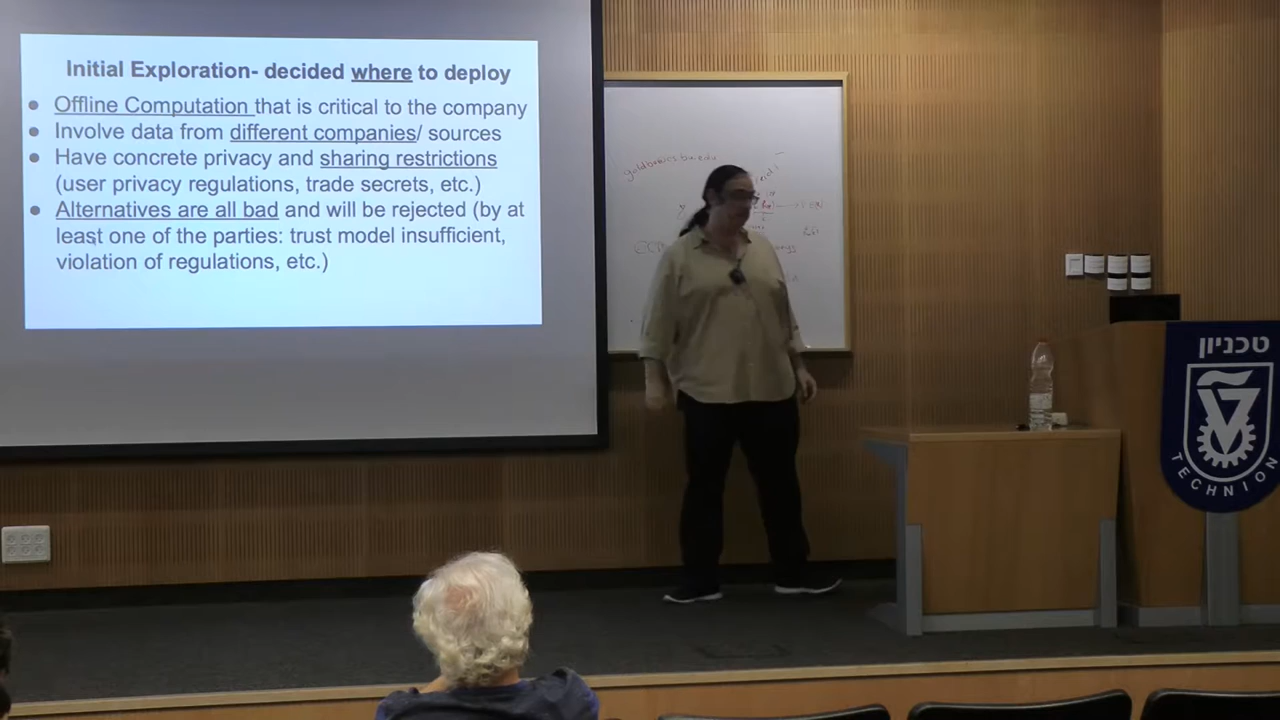 Initial Exploration- decided where to deploy
● Offline Computation that is critical to the company
● Involve data from different companies/ sources
● Have concrete privacy and sharing restrictions
(user privacy regulations, trade secrets, etc.)
● Alternatives are all bad and will be rejected (by at
least one of the parties: trust model insufficient,
violation of regulations, etc.)
טכניון
TECHNION